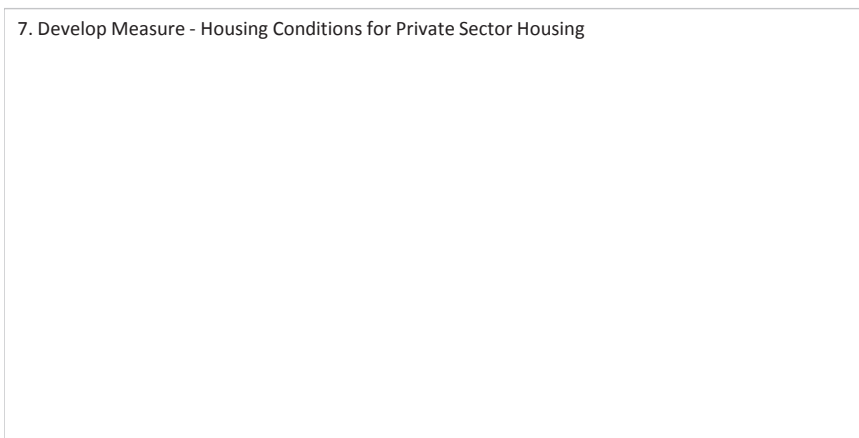 7. Develop Measure - Housing Conditions for Private Sector Housing